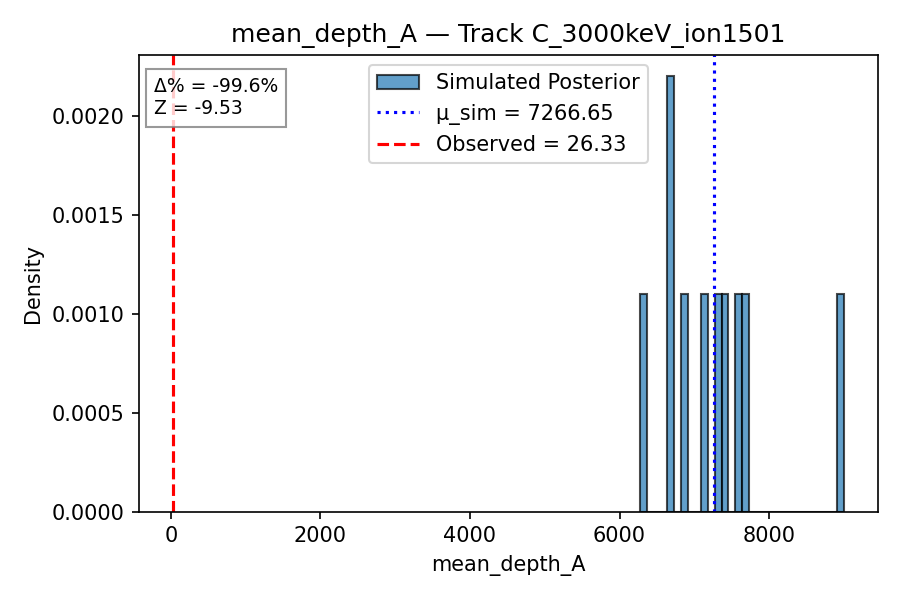 mean_depth_A — Track C_3000keV_ion1501
Δ% = -99.6%
Z = -9.53
Simulated Posterior
μ_sim = 7266.65
Observed = 26.33
Density
0.0020
0.0015
0.0010
0.0005
0.0000
0 2000 4000 6000 8000
mean_depth_A